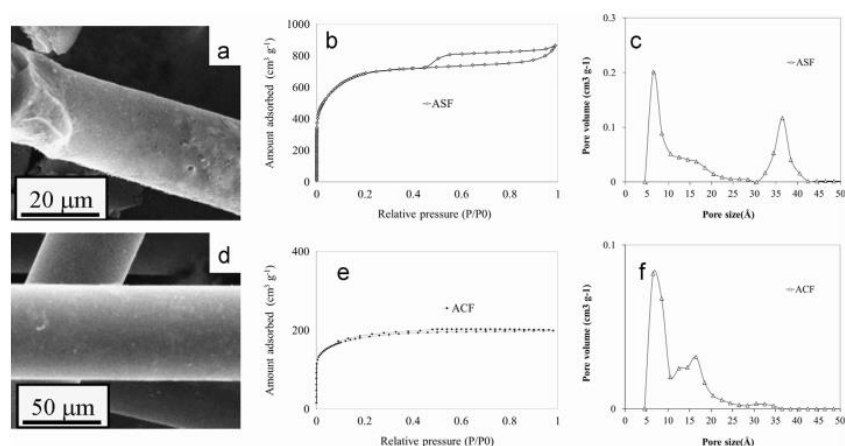 a
20 μm
b
Amount adsorbed (cm³ g⁻¹)
1000
800
600
400
200
0
ASF
0
0.2
0.4
0.6
0.8
1
Relative pressure (P/P0)
c
Pore volume (cm3 g-1)
0.3
0.2
0.1
0
ASF
0 5 10 15 20 25 30 35 40 45 50
Pore size(Å)
d
50 μm
e
Amount adsorbed (cm³ g⁻¹)
400
200
0
ACF
0
0.2
0.4
0.6
0.8
1
Relative pressure (P/P0)
f
Pore volume (cm3 g-1)
0.1
0
ACF
0 5 10 15 20 25 30 35 40 45 50
Pore size(Å)